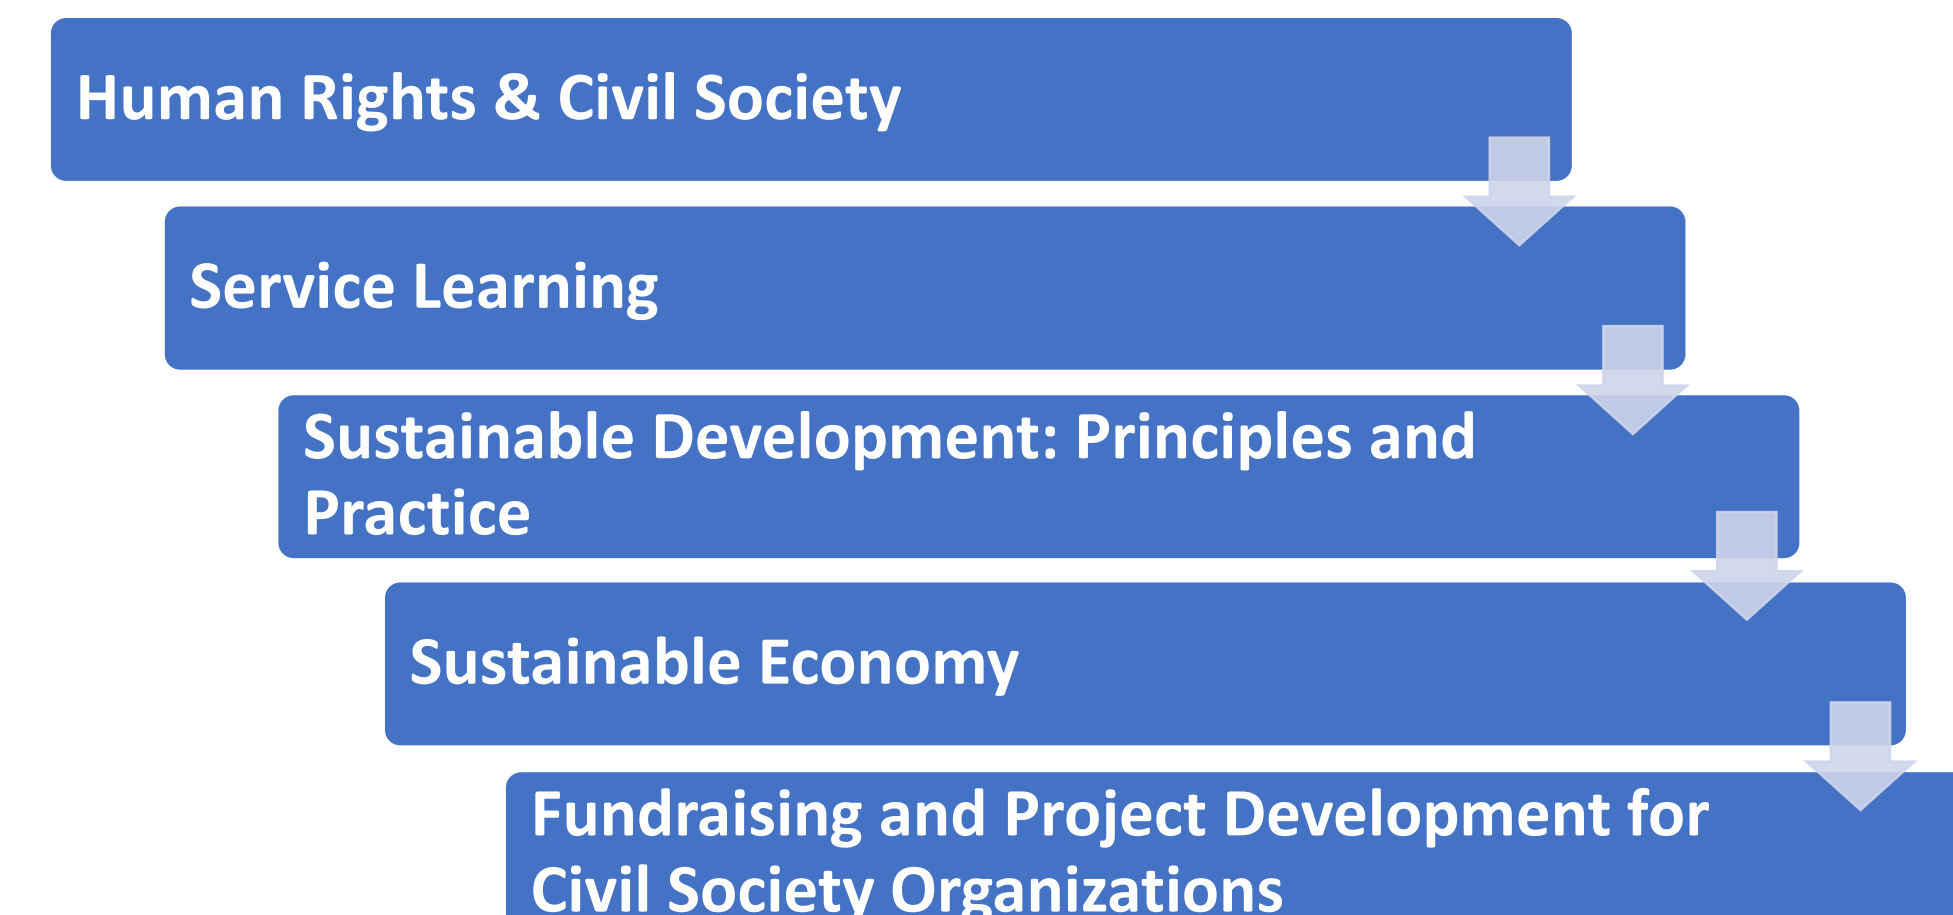 Human Rights & Civil Society
Service Learning
Sustainable Development: Principles and
Practice
Sustainable Economy
Fundraising and Project Development for
Civil Society Organizations